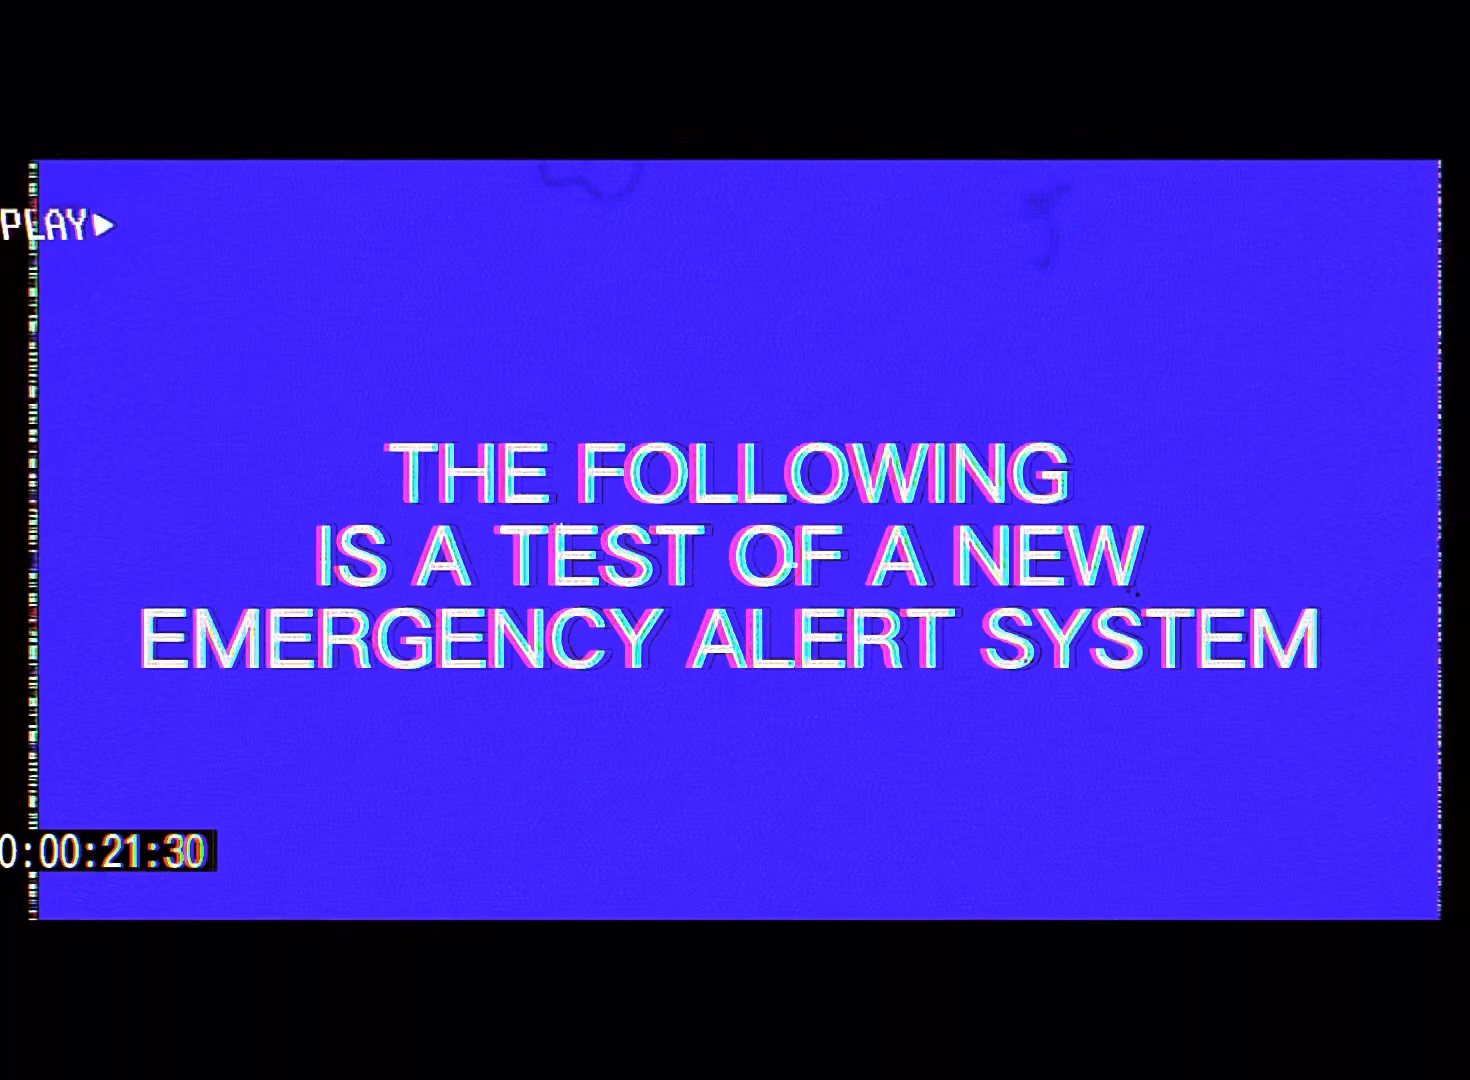 PLAY▶
THE FOLLOWING
IS A TEST OF A NEW
EMERGENCY ALERT SYSTEM
0:00:21:30